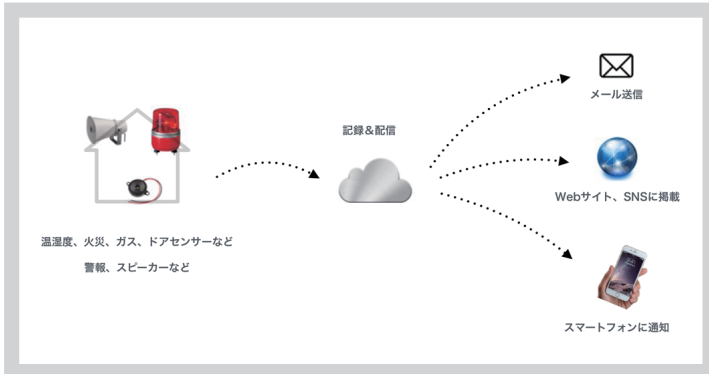 記録&配信
メール送信
Webサイト、SNSに掲載
温湿度、火災、ガス、ドアセンサーなど
警報、スピーカーなど
スマートフォンに通知